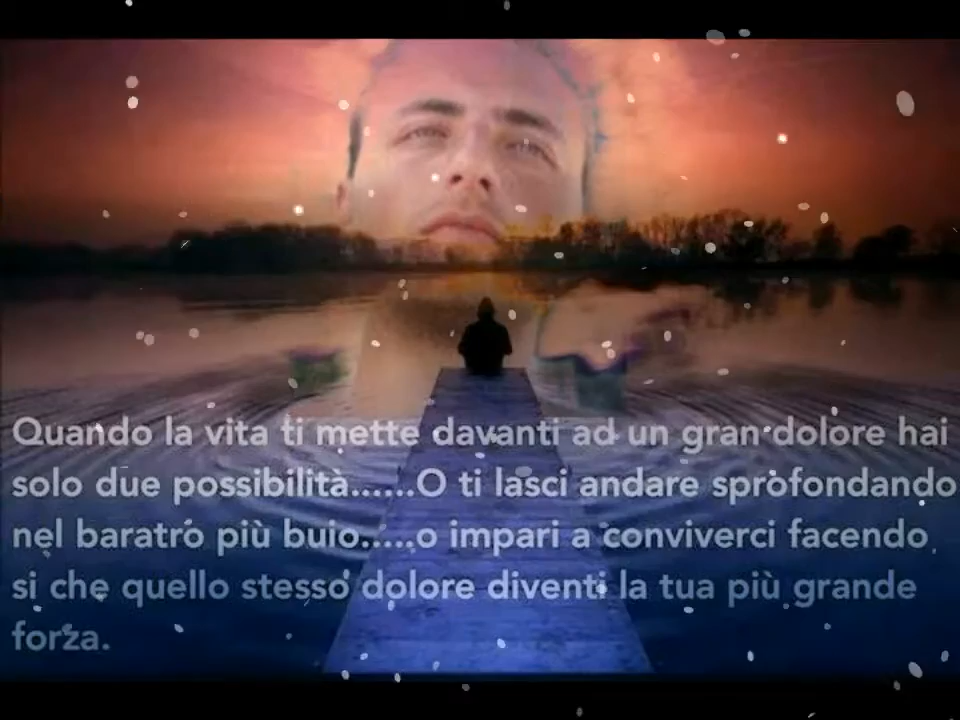 Quando la vita ti mette davanti ad un gran dolore hai
solo due possibilità......O ti lasci andare sprofondando
nel baratro più buio.....o impari a conviverci facendo
si che quello stesso dolore diventi la tua più grande
forza.